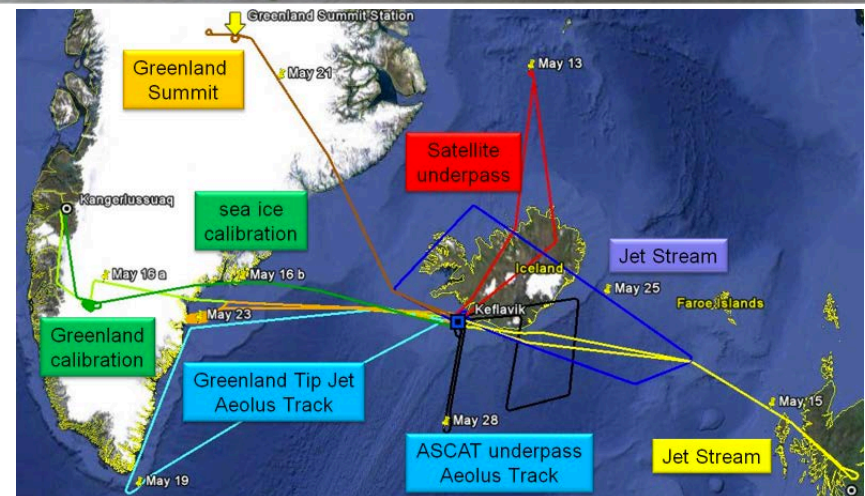 Greenland Summit Station
Greenland
Summit
May 21
May 13
Satellite
underpass
Kangerlussuaq
sea ice
calibration
Iceland
Jet Stream
May 16 a
May 16 b
May 25
Faroe Islands
Keflavik
May 23
Greenland
calibration
Greenland Tip Jet
Aeolus Track
May 28
May 15
ASCAT underpass
Aeolus Track
Jet Stream
May 19